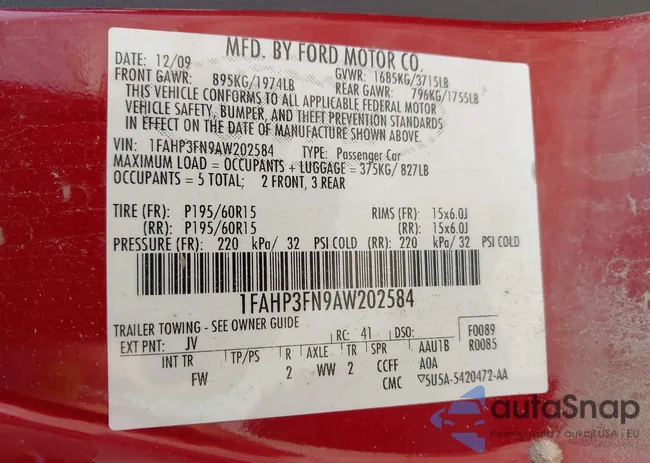 MFD. BY FORD MOTOR CO.
DATE: 12/09 GVWR: 1685KG/3715LB
FRONT GAWR: 895KG/1974LB REAR GAWR: 796KG/1755LB
THIS VEHICLE CONFORMS TO ALL APPLICABLE FEDERAL MOTOR
VEHICLE SAFETY, BUMPER, AND THEFT PREVENTION STANDARDS
IN EFFECT ON THE DATE OF MANUFACTURE SHOWN ABOVE.
VIN: 1FAHP3FN9AW202584 TYPE: Passenger Car
MAXIMUM LOAD = OCCUPANTS + LUGGAGE = 375KG/ 827LB
OCCUPANTS = 5 TOTAL; 2 FRONT, 3 REAR
TIRE (FR): P195/60R15 RIMS (FR): 15x6.0J
(RR): P195/60R15 (RR): 15x6.0J
PRESSURE (FR): 220 kPa/ 32 PSI COLD (RR): 220 kPa/ 32 PSI COLD
1FAHP3FN9AW202584
TRAILER TOWING - SEE OWNER GUIDE
EXT PNT: JV RC: 41 DSO: F0089
R0085
INT TR TP/PS R AXLE TR SPR AAU1B
FW 2 WW 2 CCFF A0A
CMC 5U5A-5420472-AA
autaSnap
Pewne auta z aukcji USA i EU